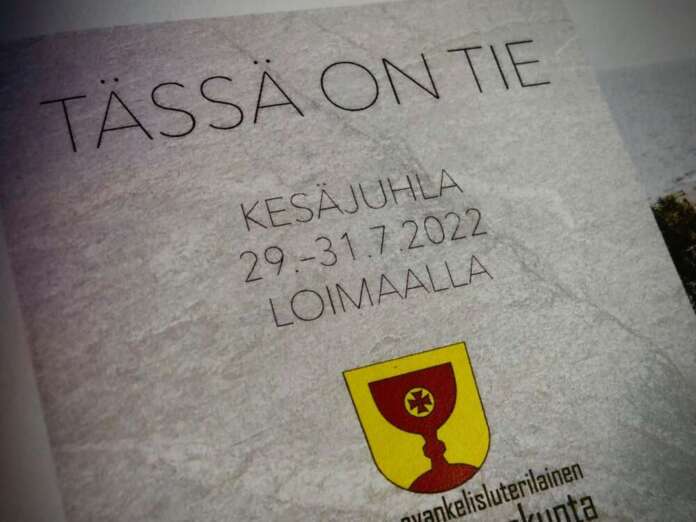 TÄSSÄ ON TIE
KESÄJUHLA
29.-31.7.2022
LOIMAALLA
evankelisluterilainen